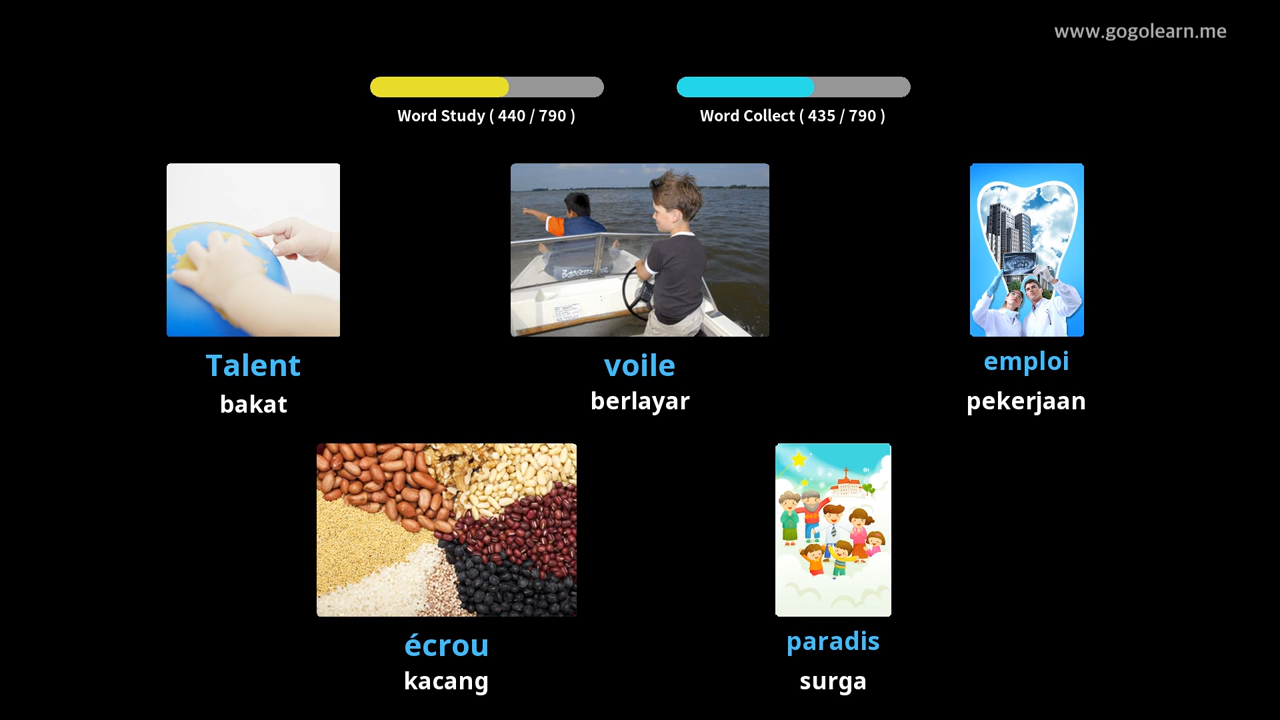 www.gogolearn.me
Word Study ( 440 / 790 )
Word Collect ( 435 / 790 )
Talent
bakat
voile
berlayar
emploi
pekerjaan
écrou
kacang
paradis
surga